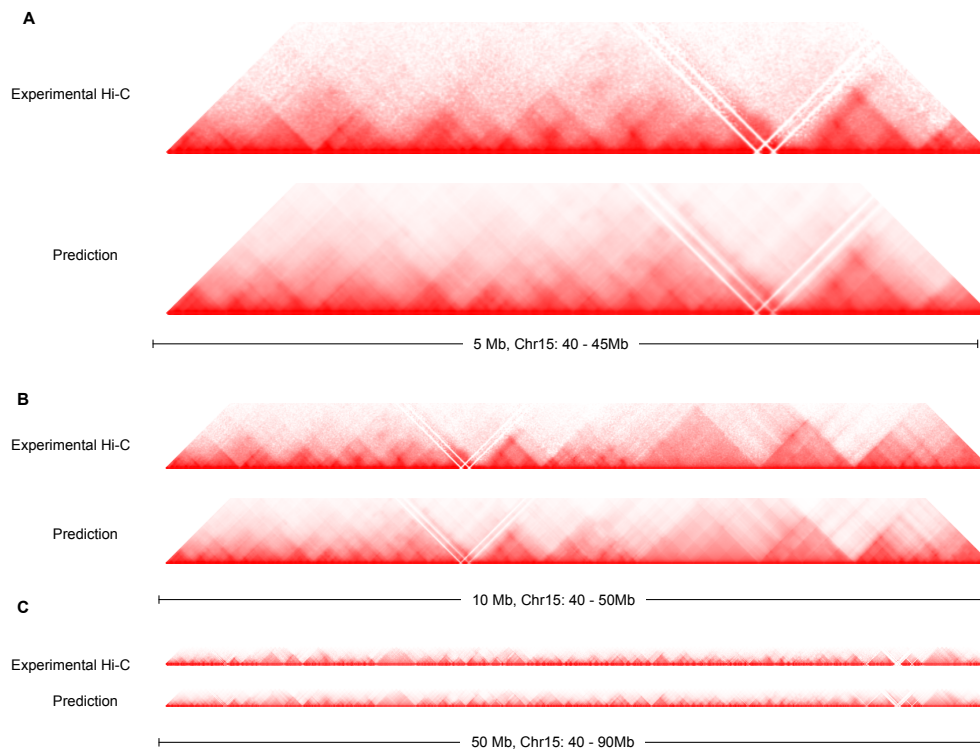 A
Experimental Hi-C
Prediction
5 Mb, Chr15: 40 - 45Mb
B
Experimental Hi-C
Prediction
10 Mb, Chr15: 40 - 50Mb
C
Experimental Hi-C
Prediction
50 Mb, Chr15: 40 - 90Mb